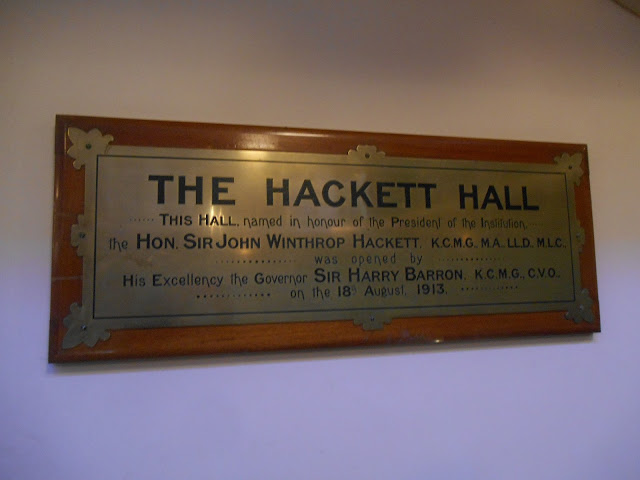 THE HACKETT HALL
THIS HALL, named in honour of the President of the Institution,
the HON. SIR JOHN WINTHROP HACKETT. K.C.M.G., M.A., LL.D., M.L.C.,
was opened by
His Excellency the Governor SIR HARRY BARRON, K.C.M.G., C.V.O.,
on the 18th August, 1913.